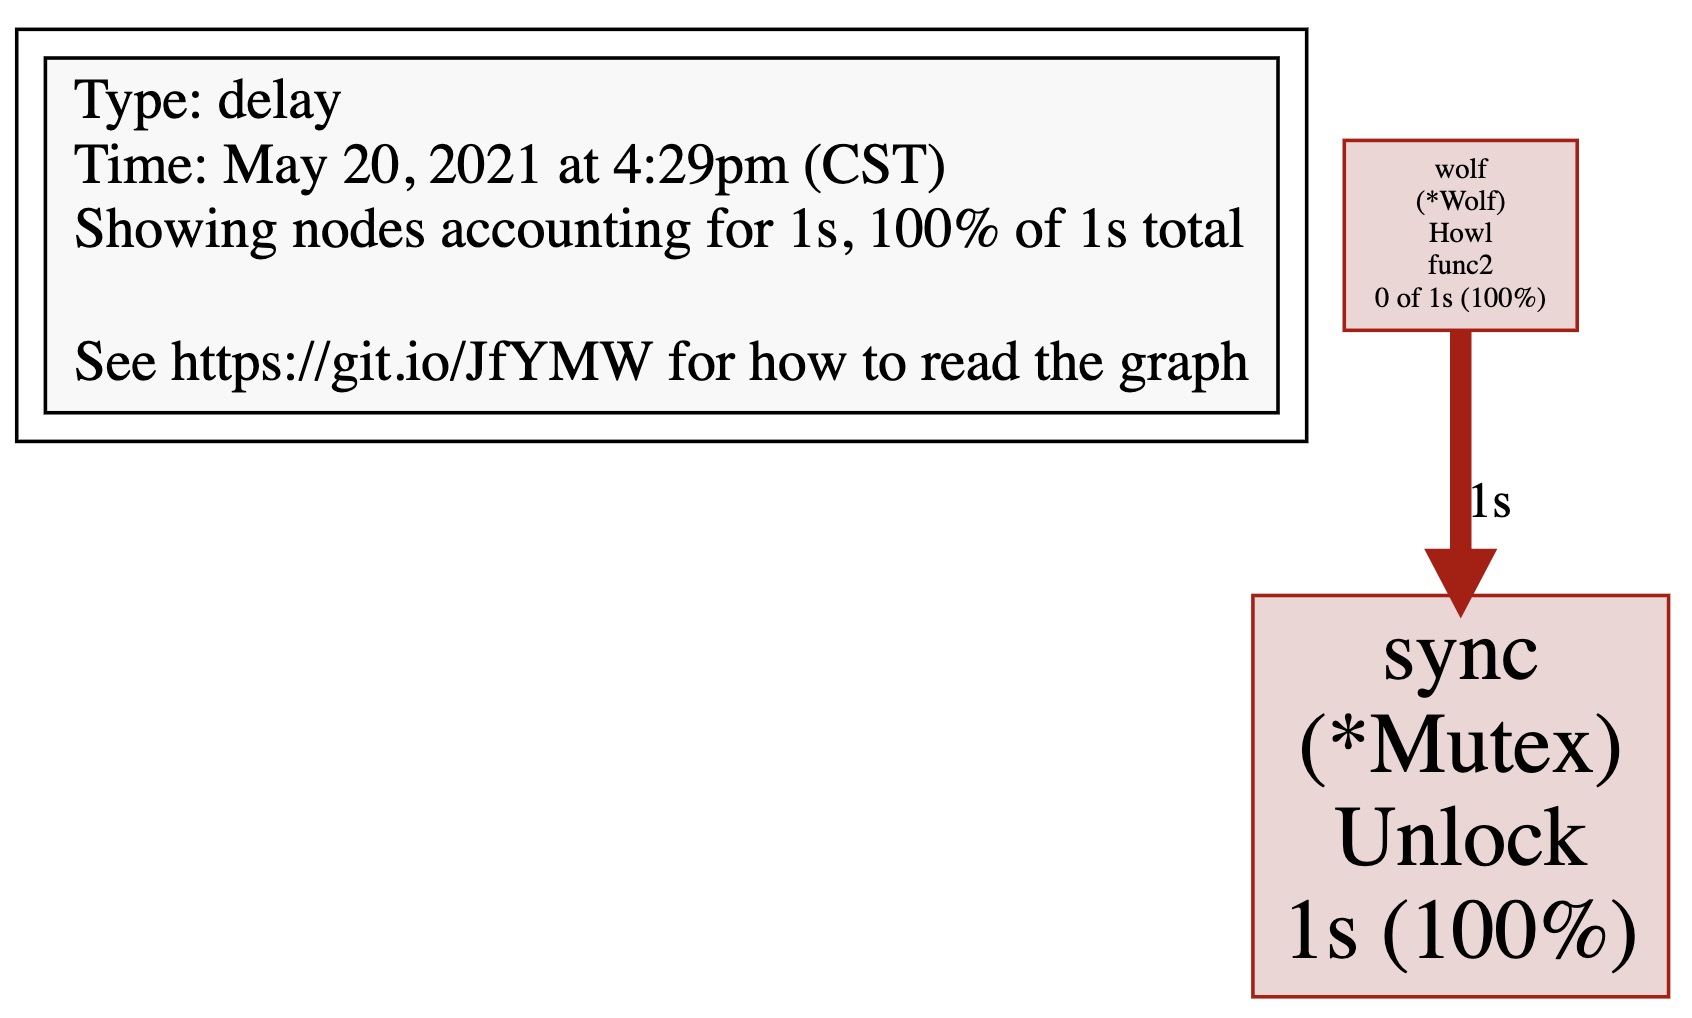 Type: delay
Time: May 20, 2021 at 4:29pm (CST)
Showing nodes accounting for 1s, 100% of 1s total
See https://git.io/JfYMW for how to read the graph
wolf
(*Wolf)
Howl
func2
0 of 1s (100%)
1s
sync
(*Mutex)
Unlock
1s (100%)